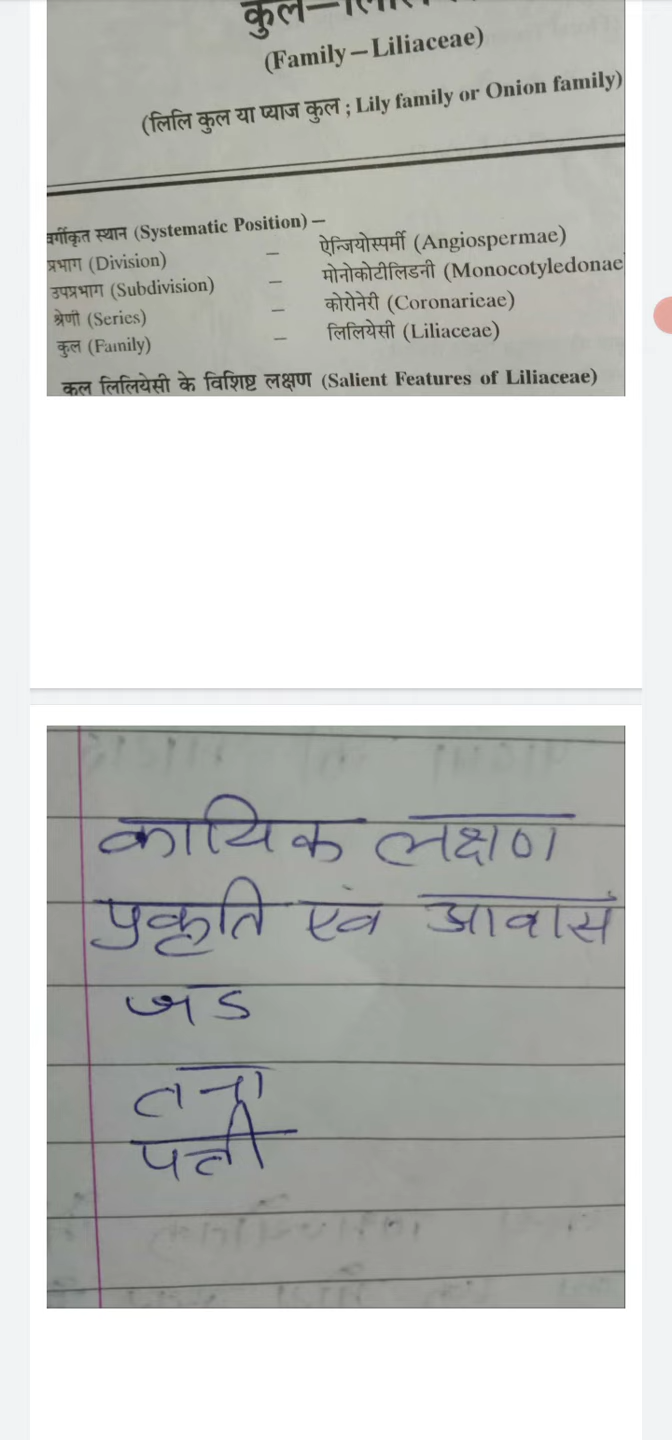 कुल—लिलि
(Family – Liliaceae)
(लिलि कुल या प्याज कुल ; Lily family or Onion family)
वर्गीकृत स्थान (Systematic Position) –
प्रभाग (Division) – ऐन्जियोस्पर्मी (Angiospermae)
उपप्रभाग (Subdivision) – मोनोकोटीलिडनी (Monocotyledonae
श्रेणी (Series) – कोरोनेरी (Coronaricae)
कुल (Family) – लिलियेसी (Liliaceae)
कुल लिलियेसी के विशिष्ट लक्षण (Salient Features of Liliaceae)
कायिक लक्षण
प्रकृति एवं आवास
जड
तना
पत्ती